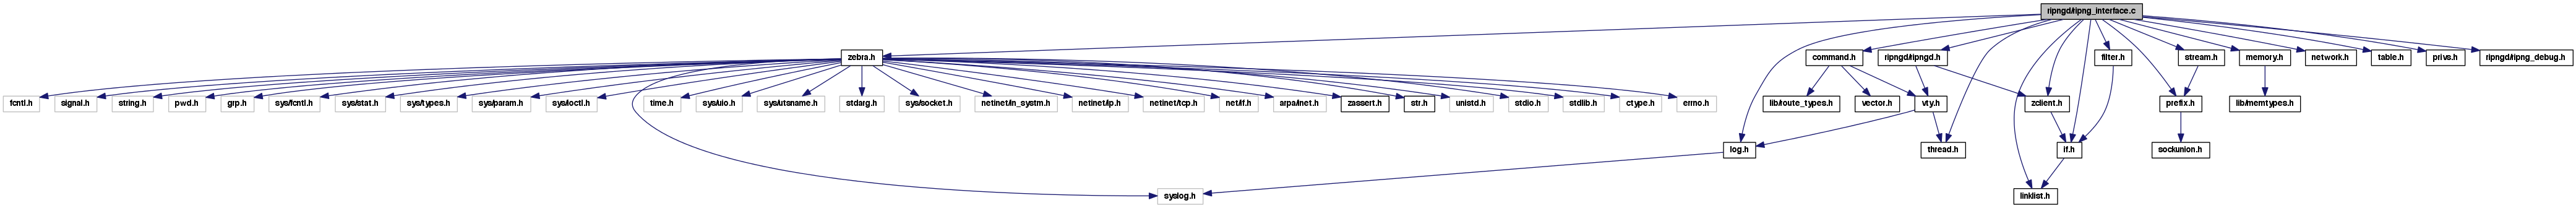 ripngd/ripng_interface.c
zebra.h
command.h
ripngd/ripngd.h
filter.h
stream.h
memory.h
network.h
table.h
privs.h
ripngd/ripng_debug.h
fcntl.h
signal.h
string.h
pwd.h
grp.h
sys/fcntl.h
sys/stat.h
sys/types.h
sys/param.h
sys/ioctl.h
time.h
sys/uio.h
sys/utsname.h
stdarg.h
sys/socket.h
netinet/in_systm.h
netinet/ip.h
netinet/tcp.h
net/if.h
arpa/inet.h
zassert.h
str.h
unistd.h
stdio.h
stdlib.h
ctype.h
errno.h
lib/route_types.h
vector.h
vty.h
zclient.h
prefix.h
lib/memtypes.h
log.h
thread.h
if.h
sockunion.h
syslog.h
linklist.h